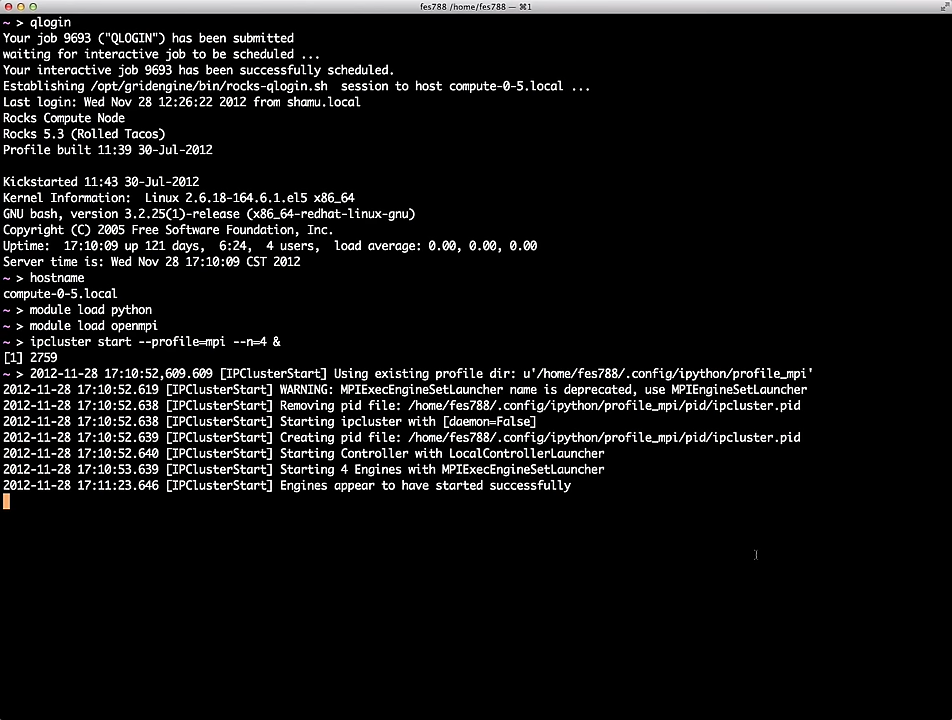 fes788 /home/fes788 — ⌘1
~ > qlogin
Your job 9693 ("QLOGIN") has been submitted
waiting for interactive job to be scheduled ...
Your interactive job 9693 has been successfully scheduled.
Establishing /opt/gridengine/bin/rocks-qlogin.sh  session to host compute-0-5.local ...
Last login: Wed Nov 28 12:26:22 2012 from shamu.local
Rocks Compute Node
Rocks 5.3 (Rolled Tacos)
Profile built 11:39 30-Jul-2012
Kickstarted 11:43 30-Jul-2012
Kernel Information:  Linux 2.6.18-164.6.1.el5 x86_64
GNU bash, version 3.2.25(1)-release (x86_64-redhat-linux-gnu)
Copyright (C) 2005 Free Software Foundation, Inc.
Uptime:  17:10:09 up 121 days,  6:24,  4 users,  load average: 0.00, 0.00, 0.00
Server time is: Wed Nov 28 17:10:09 CST 2012
~ > hostname
compute-0-5.local
~ > module load python
~ > module load openmpi
~ > ipcluster start --profile=mpi --n=4 &
[1] 2759
~ > 2012-11-28 17:10:52,609.609 [IPClusterStart] Using existing profile dir: u'/home/fes788/.config/ipython/profile_mpi'
2012-11-28 17:10:52.619 [IPClusterStart] WARNING: MPIExecEngineSetLauncher name is deprecated, use MPIEngineSetLauncher
2012-11-28 17:10:52.638 [IPClusterStart] Removing pid file: /home/fes788/.config/ipython/profile_mpi/pid/ipcluster.pid
2012-11-28 17:10:52.638 [IPClusterStart] Starting ipcluster with [daemon=False]
2012-11-28 17:10:52.639 [IPClusterStart] Creating pid file: /home/fes788/.config/ipython/profile_mpi/pid/ipcluster.pid
2012-11-28 17:10:52.640 [IPClusterStart] Starting Controller with LocalControllerLauncher
2012-11-28 17:10:53.639 [IPClusterStart] Starting 4 Engines with MPIExecEngineSetLauncher
2012-11-28 17:11:23.646 [IPClusterStart] Engines appear to have started successfully